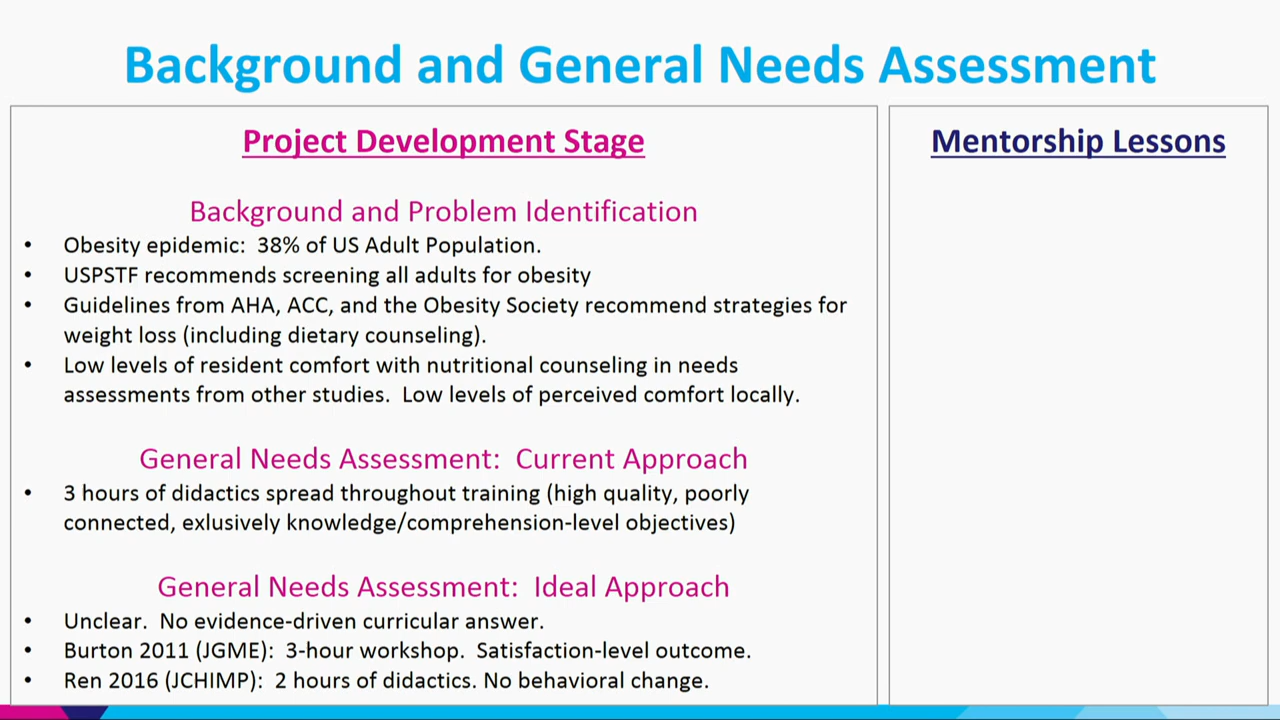 Background and General Needs Assessment
Project Development Stage
Background and Problem Identification
• Obesity epidemic:  38% of US Adult Population.
• USPSTF recommends screening all adults for obesity
• Guidelines from AHA, ACC, and the Obesity Society recommend strategies for
weight loss (including dietary counseling).
• Low levels of resident comfort with nutritional counseling in needs
assessments from other studies.  Low levels of perceived comfort locally.
General Needs Assessment:  Current Approach
• 3 hours of didactics spread throughout training (high quality, poorly
connected, exlusively knowledge/comprehension-level objectives)
General Needs Assessment:  Ideal Approach
• Unclear.  No evidence-driven curricular answer.
• Burton 2011 (JGME):  3-hour workshop.  Satisfaction-level outcome.
• Ren 2016 (JCHIMP):  2 hours of didactics. No behavioral change.
Mentorship Lessons